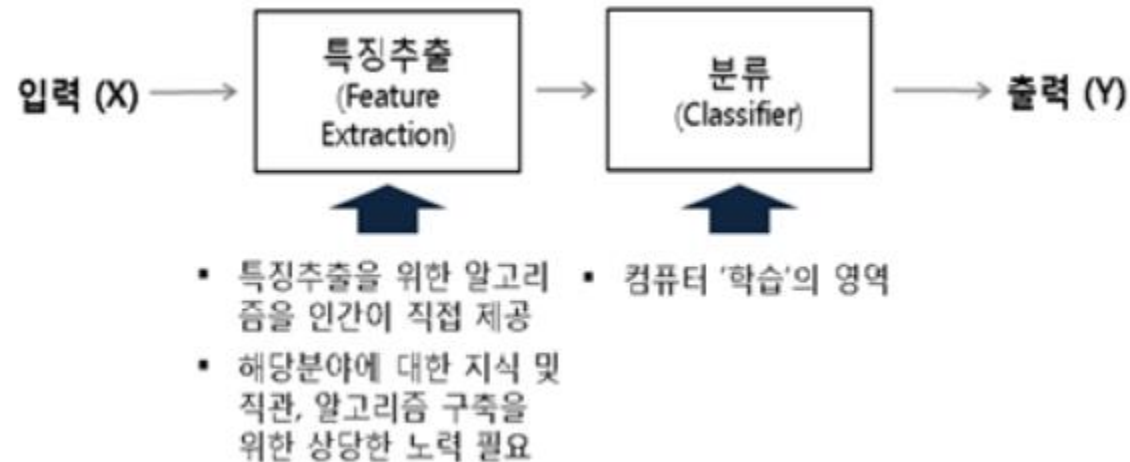 입력 (X)
특징추출
(Feature
Extraction)
분류
(Classifier)
출력 (Y)
▪ 특징추출을 위한 알고리
즘을 인간이 직접 제공
▪ 해당분야에 대한 지식 및
직관, 알고리즘 구축을
위한 상당한 노력 필요
▪ 컴퓨터 '학습'의 영역